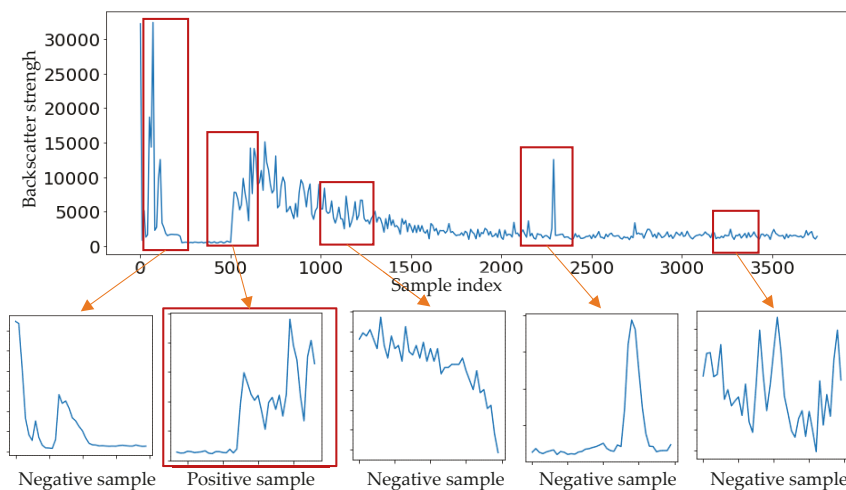 Backscatter strengh
30000
25000
20000
15000
10000
5000
0
0 500 1000 1500 2000 2500 3000 3500
Sample index
Negative sample Positive sample Negative sample Negative sample Negative sample